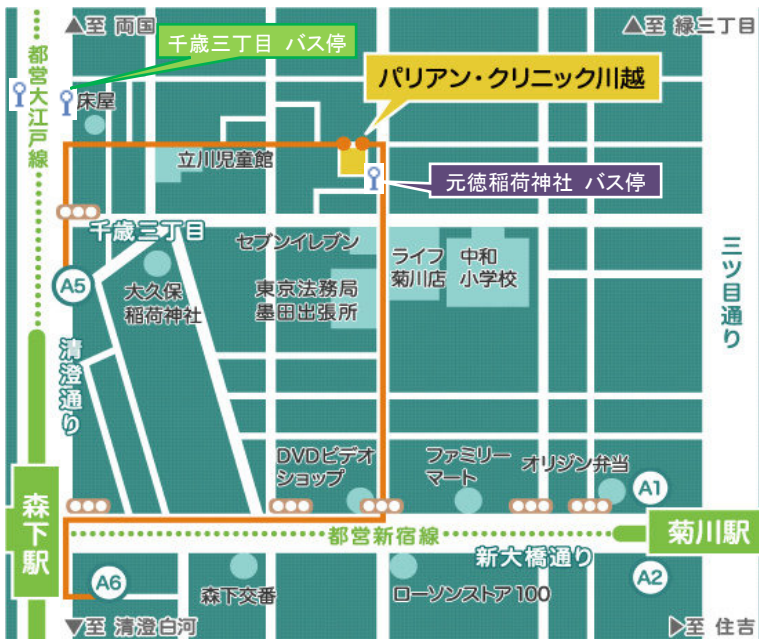 ▲至 両国
▲至 緑三丁目
千歳三丁目 バス停
都営大江戸線
パリアン・クリニック川越
床屋
立川児童館
元徳稲荷神社 バス停
千歳三丁目
セブンイレブン
ライフ
菊川店
中和
小学校
三ツ目通り
A5
大久保
稲荷神社
東京法務局
墨田出張所
清澄通り
DVDビデオ
ショップ
ファミリー
マート
オリジン弁当
A1
森下駅
都営新宿線
菊川駅
新大橋通り
A6
森下交番
ローソンストア100
A2
▼至 清澄白河
▶至 住吉